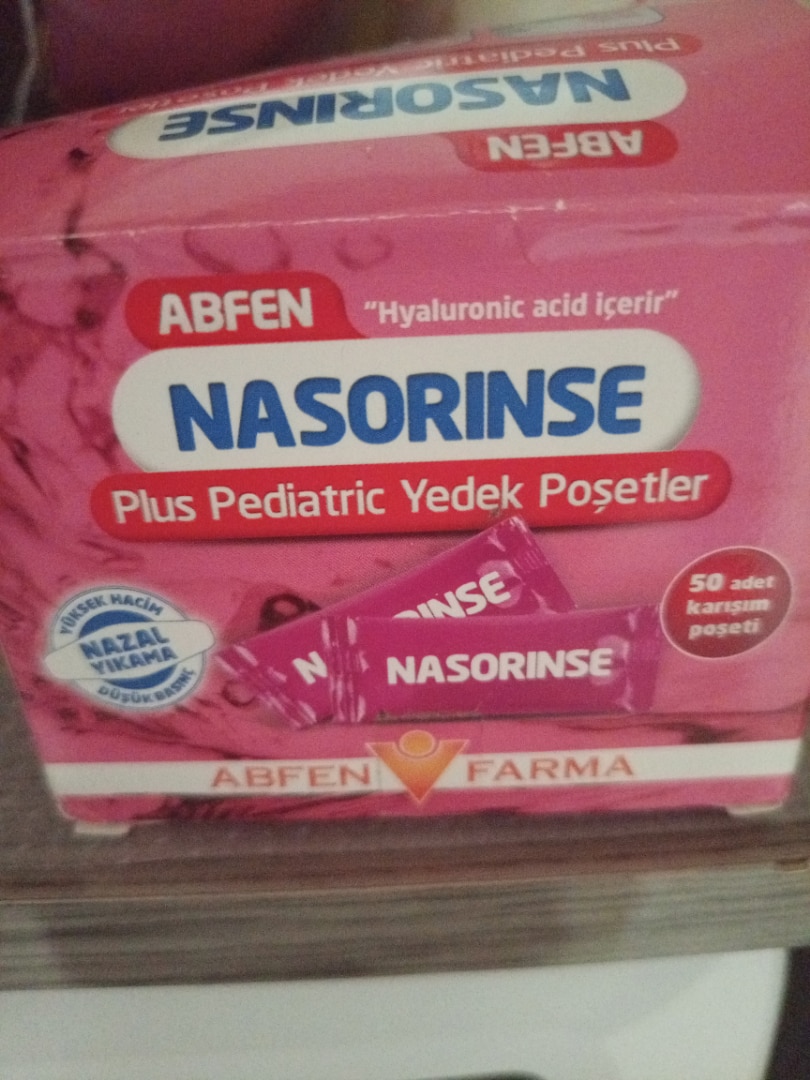 Plus Pediatric Yedek Poşetler
NASORINSE
ABFEN
ABFEN
"Hyaluronic acid içerir"
NASORINSE
Plus Pediatric Yedek Poşetler
YÜKSEK HACİM
NAZAL
YIKAMA
DÜŞÜK BASINÇ
RINSE
N
NASORINSE
50 adet
karışım
poşeti
ABFEN FARMA